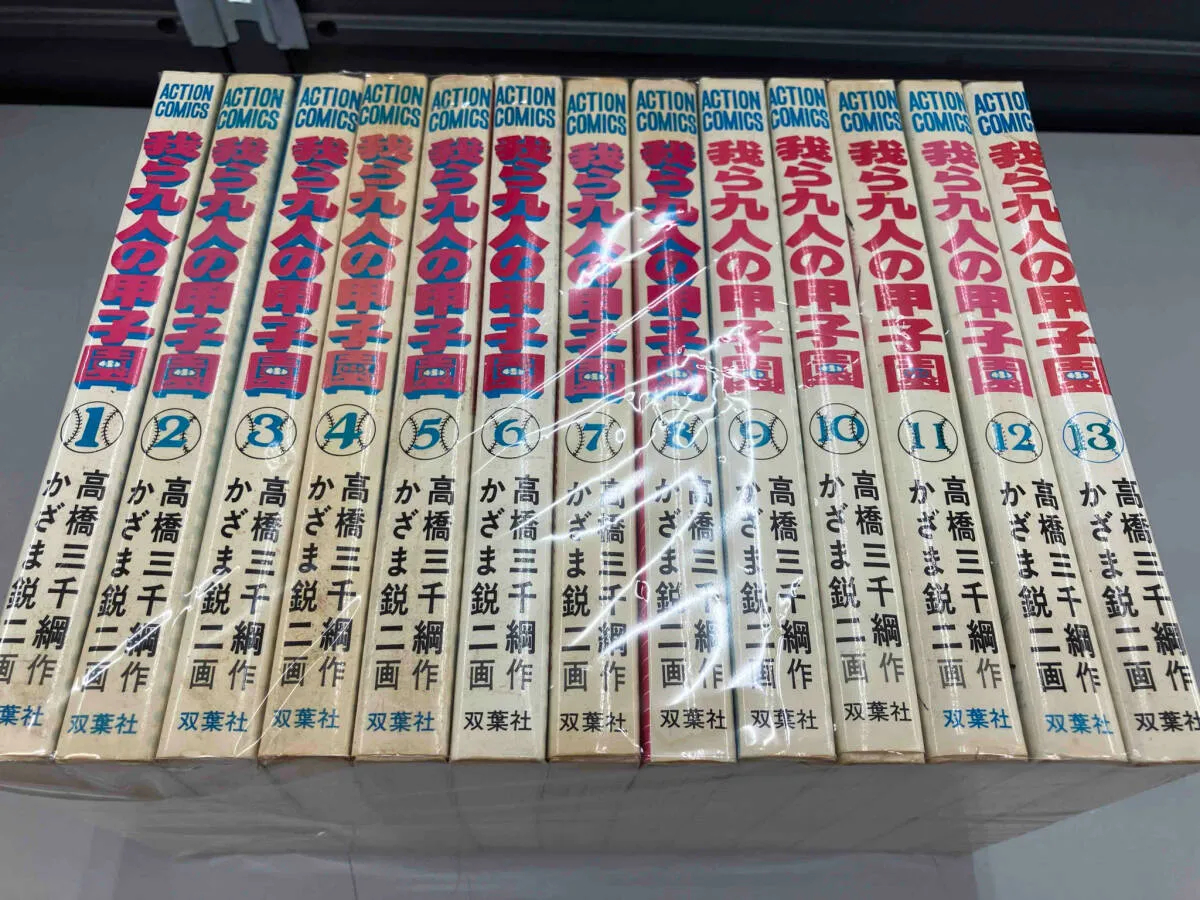 ACTION
COMICS
我ら九人の甲子園
1
高橋三千綱作
かざま鋭二画
双葉社
ACTION
COMICS
我ら九人の甲子園
2
高橋三千綱作
かざま鋭二画
双葉社
ACTION
COMICS
我ら九人の甲子園
3
高橋三千綱作
かざま鋭二画
双葉社
ACTION
COMICS
我ら九人の甲子園
4
高橋三千綱作
かざま鋭二画
双葉社
ACTION
COMICS
我ら九人の甲子園
5
高橋三千綱作
かざま鋭二画
双葉社
ACTION
COMICS
我ら九人の甲子園
6
高橋三千綱作
かざま鋭二画
双葉社
ACTION
COMICS
我ら九人の甲子園
7
高橋三千綱作
かざま鋭二画
双葉社
ACTION
COMICS
我ら九人の甲子園
8
高橋三千綱作
かざま鋭二画
双葉社
ACTION
COMICS
我ら九人の甲子園
9
高橋三千綱作
かざま鋭二画
双葉社
ACTION
COMICS
我ら九人の甲子園
10
高橋三千綱作
かざま鋭二画
双葉社
ACTION
COMICS
我ら九人の甲子園
11
高橋三千綱作
かざま鋭二画
双葉社
ACTION
COMICS
我ら九人の甲子園
12
高橋三千綱作
かざま鋭二画
双葉社
ACTION
COMICS
我ら九人の甲子園
13
高橋三千綱作
かざま鋭二画
双葉社